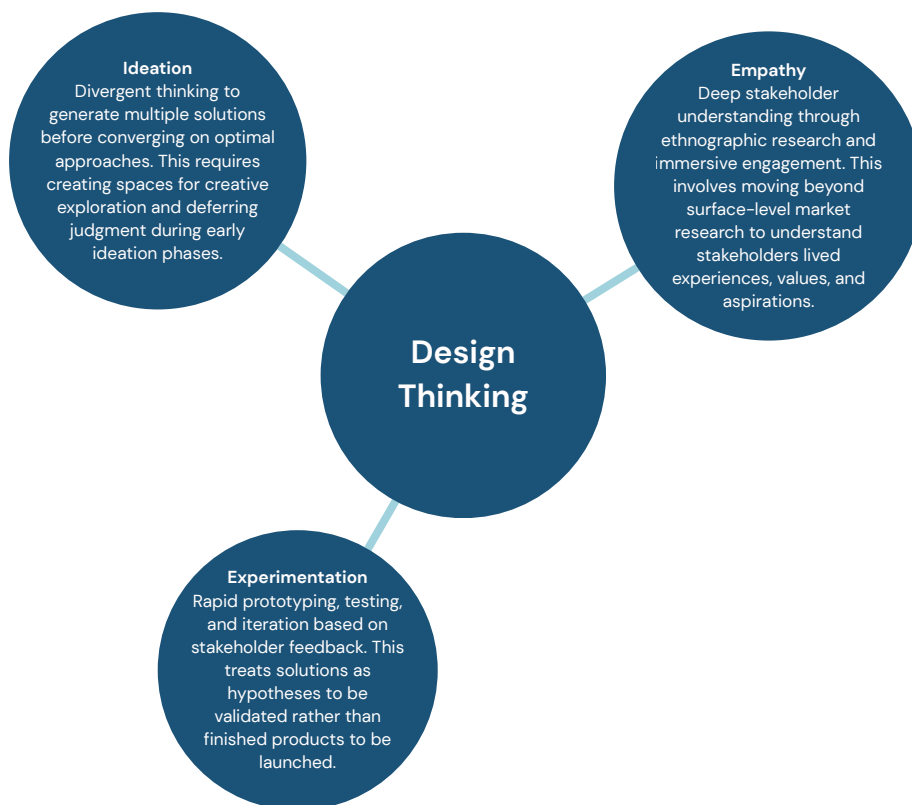 Ideation
Divergent thinking to
generate multiple solutions
before converging on optimal
approaches. This requires
creating spaces for creative
exploration and deferring
judgment during early
ideation phases.
Empathy
Deep stakeholder
understanding through
ethnographic research and
immersive engagement. This
involves moving beyond
surface-level market
research to understand
stakeholders lived
experiences, values, and
aspirations.
Design
Thinking
Experimentation
Rapid prototyping, testing,
and iteration based on
stakeholder feedback. This
treats solutions as
hypotheses to be
validated rather than
finished products to be
launched.